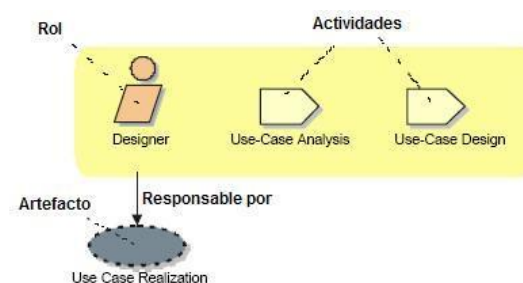 Actividades
Rol
Designer
Use-Case Analysis
Use-Case Design
Responsable por
Artefacto
Use Case Realization